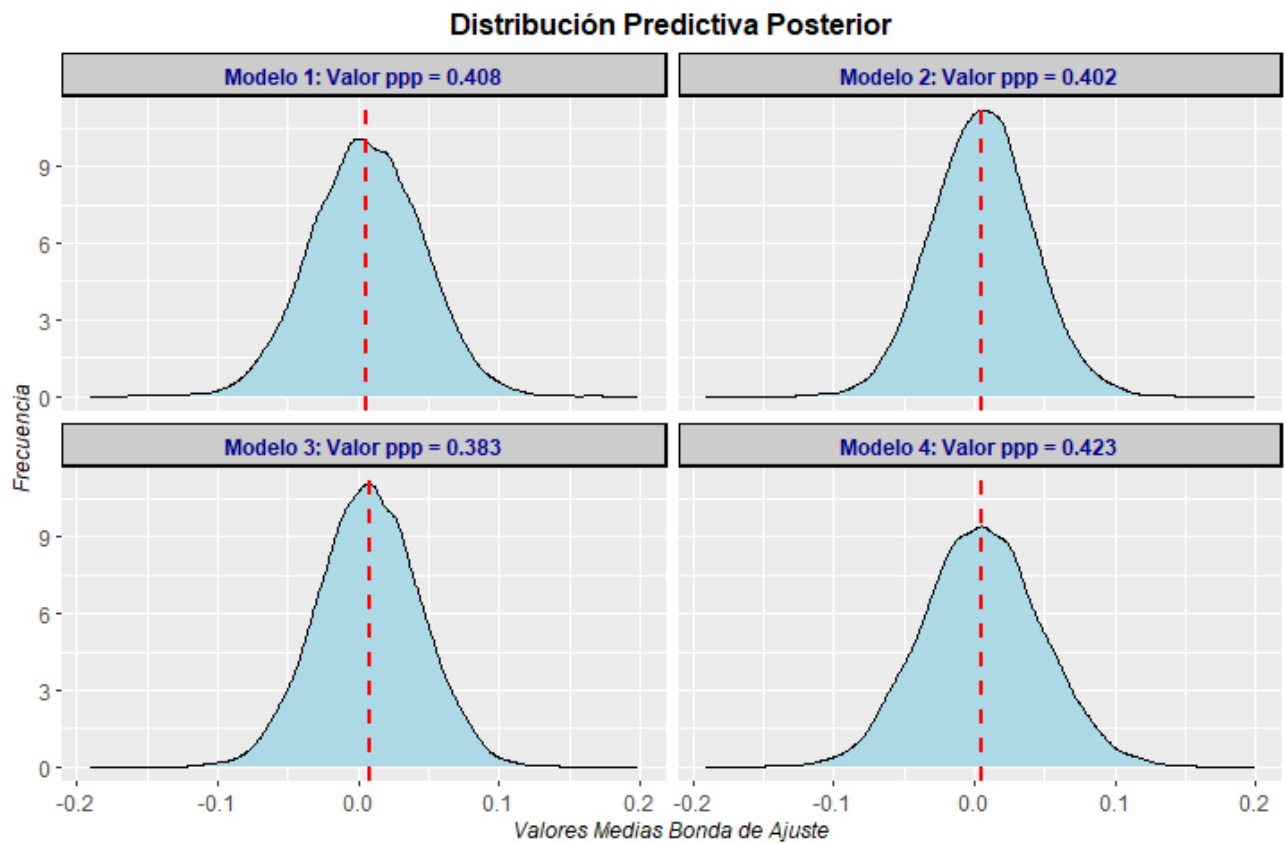 Distribución Predictiva Posterior
Modelo 1: Valor ppp = 0.408
Modelo 2: Valor ppp = 0.402
9
6
3
0
Modelo 3: Valor ppp = 0.383
Modelo 4: Valor ppp = 0.423
Frecuencia
9
6
3
0
-0.2 -0.1 0.0 0.1 0.2 -0.2 -0.1 0.0 0.1 0.2
Valores Medias Bonda de Ajuste